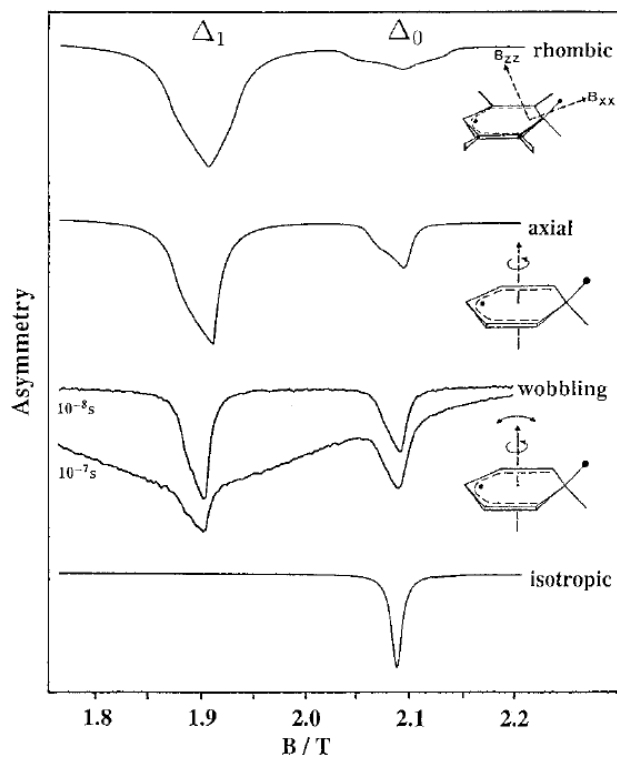 Δ₁ Δ₀
rhombic
Bzz
Bxx
axial
Asymmetry
wobbling
10⁻⁸s
10⁻⁷s
isotropic
1.8 1.9 2.0 2.1 2.2
B / T